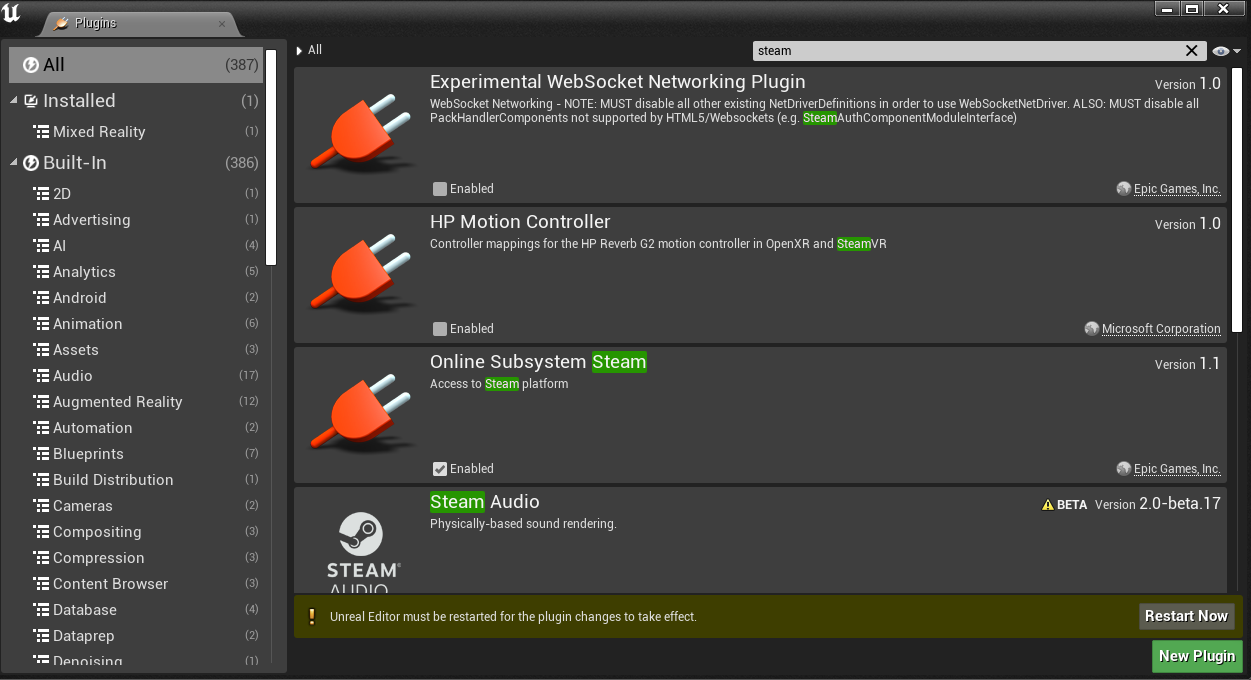 Plugins
All (387)
Installed (1)
Mixed Reality (1)
Built-In (386)
2D (1)
Advertising (1)
AI (4)
Analytics (5)
Android (2)
Animation (6)
Assets (3)
Audio (17)
Augmented Reality (12)
Automation (2)
Blueprints (7)
Build Distribution (1)
Cameras (2)
Compositing (3)
Compression (3)
Content Browser (3)
Database (4)
Dataprep (2)
Denoising (1)
All
steam
Experimental WebSocket Networking Plugin
Version 1.0
WebSocket Networking - NOTE: MUST disable all other existing NetDriverDefinitions in order to use WebSocketNetDriver. ALSO: MUST disable all
PackHandlerComponents not supported by HTML5/Websockets (e.g. SteamAuthComponentModuleInterface)
Enabled
Epic Games, Inc.
HP Motion Controller
Version 1.0
Controller mappings for the HP Reverb G2 motion controller in OpenXR and SteamVR
Enabled
Microsoft Corporation
Online Subsystem Steam
Version 1.1
Access to Steam platform
Enabled
Epic Games, Inc.
Steam Audio
BETA Version 2.0-beta.17
Physically-based sound rendering.
STEAM®
AUDIO
Unreal Editor must be restarted for the plugin changes to take effect.
Restart Now
New Plugin